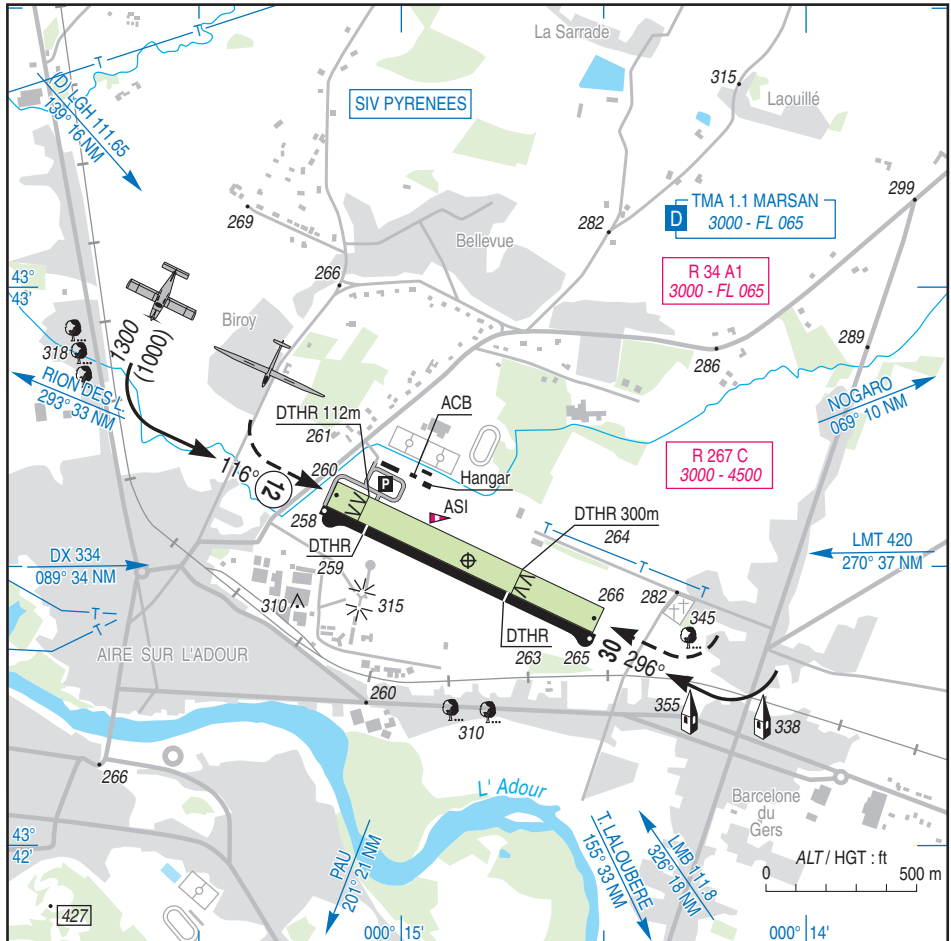 La Sarrade
315
Laouillé
T
(D) LGH 111.65
139° 16 NM
SIV PYRENEES
299
D
TMA 1.1 MARSAN
3000 - FL 065
269
Bellevue
282
R 34 A1
3000 - FL 065
266
43°
43'
1300
(1000)
Biroy
318
289
286
RION DES L.
293° 33 NM
NOGARO
069° 10 NM
DTHR 112m
261
ACB
R 267 C
3000 - 4500
116°
12
260
P
Hangar
258
ASI
DTHR 300m
264
DTHR
259
T
DX 334
089° 34 NM
LMT 420
270° 37 NM
T
T
T
310
315
266
282
345
DTHR
263
265
30
296°
AIRE SUR L'ADOUR
260
310
355
338
266
L' Adour
Barcelone
du
Gers
43°
42'
PAU
201° 21 NM
T. LALOUBERE
155° 33 NM
LMB 111.8
326° 18 NM
ALT / HGT : ft
0
500 m
427
000°
15'
000°
14'